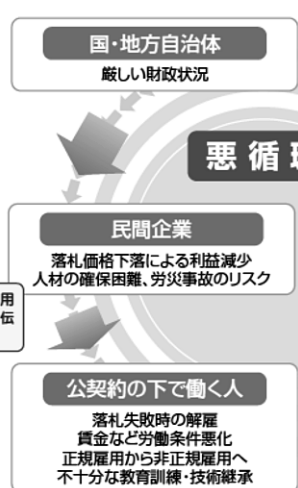 国・地方自治体
厳しい財政状況
悪循
民間企業
落札価格下落による利益減少
人材の確保困難、労災事故のリスク
用
伝
公契約の下で働く人
落札失敗時の解雇
賃金など労働条件悪化
正規雇用から非正規雇用へ
不十分な教育訓練・技術継承